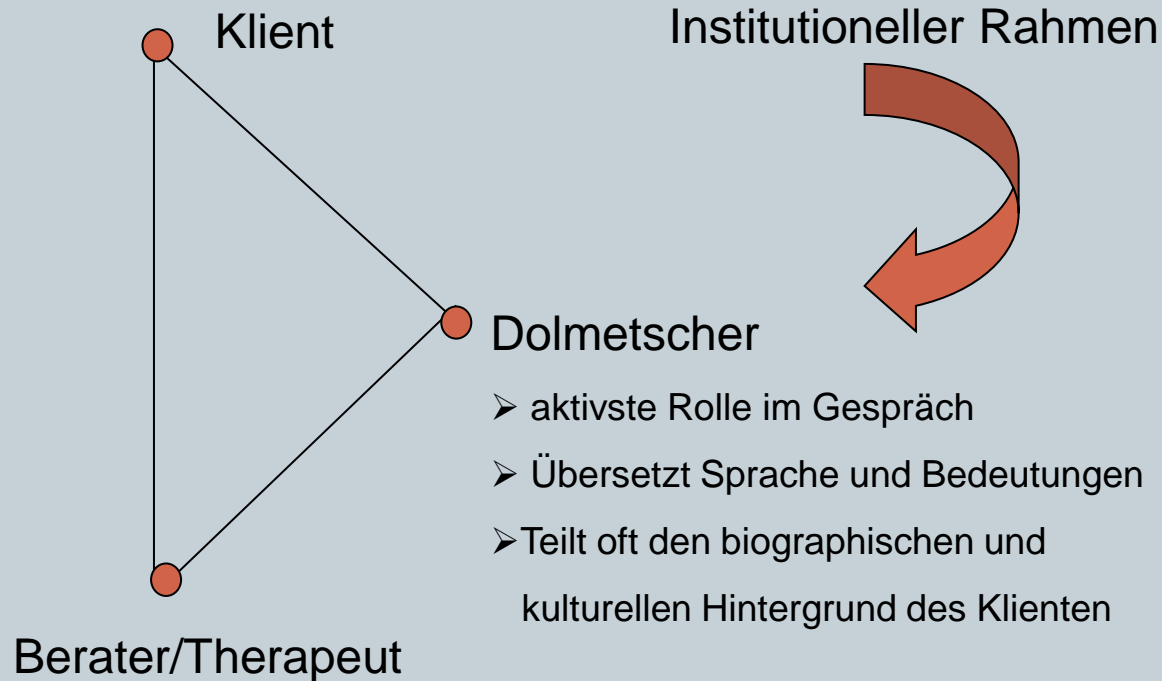 Klient
Institutioneller Rahmen
Dolmetscher
➢ aktivste Rolle im Gespräch
➢ Übersetzt Sprache und Bedeutungen
➢Teilt oft den biographischen und
kulturellen Hintergrund des Klienten
Berater/Therapeut